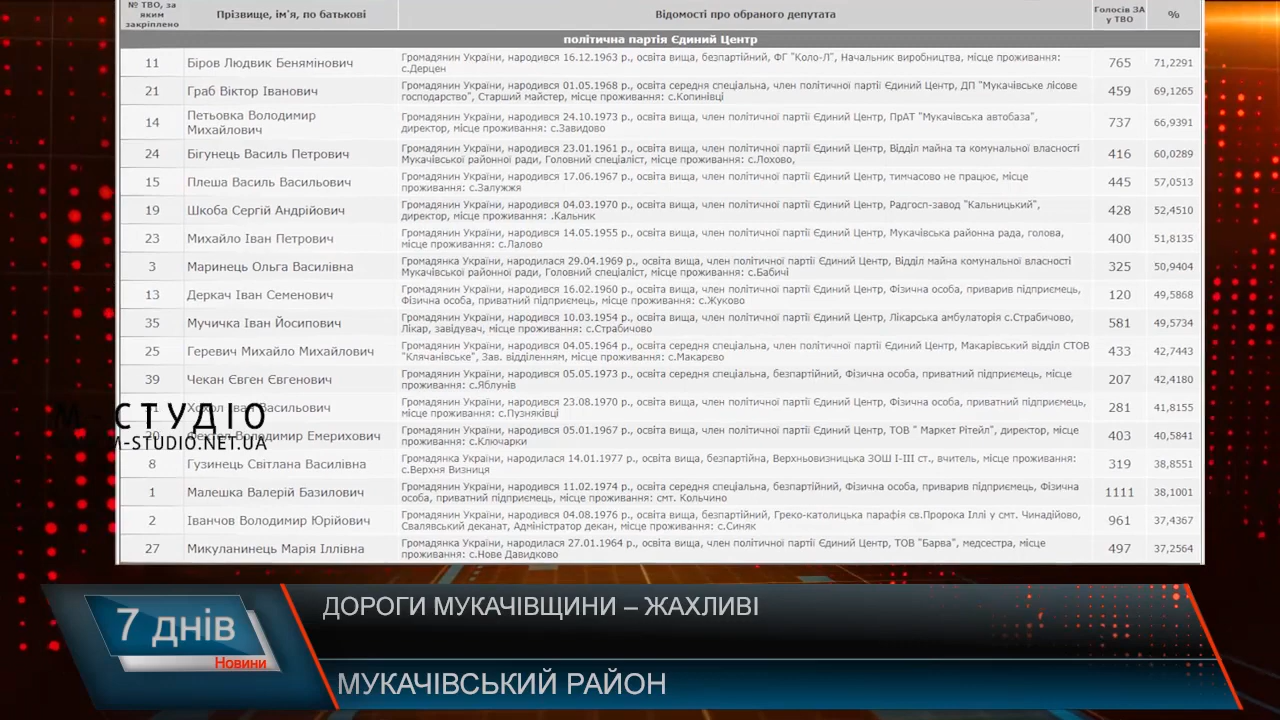 № ТВО, за
яким
закріплено
Прізвище, ім'я, по батькові
Відомості про обраного депутата
Голосів ЗА
у ТВО
%
політична партія Єдиний Центр
11 Біров Людвик Бенямінович Громадянин України, народився 16.12.1963 р., освіта вища, безпартійний, ФГ "Коло-Л", Начальник виробництва, місце проживання: 765 71,2291
с.Дерцен
21 Граб Віктор Іванович Громадянин України, народився 01.05.1968 р., освіта середня спеціальна, член політичної партії Єдиний Центр, ДП "Мукачівське лісове 459 69,1265
господарство", Старший майстер, місце проживання: с.Копинівці
14 Петьовка Володимир Громадянин України, народився 24.10.1973 р., освіта вища, член політичної партії Єдиний Центр, ПрАТ "Мукачівська автобаза", 737 66,9391
Михайлович директор, місце проживання: с.Завидово
24 Бігунець Василь Петрович Громадянин України, народився 23.01.1961 р., освіта вища, член політичної партії Єдиний Центр, Відділ майна та комунальної власності 416 60,0289
Мукачівської районної ради, Головний спеціаліст, місце проживання: с.Лохово,
15 Плеша Василь Васильович Громадянин України, народився 17.06.1967 р., освіта вища, член політичної партії Єдиний Центр, тимчасово не працює, місце 445 57,0513
проживання: с.Залужжя
19 Шкоба Сергій Андрійович Громадянин України, народився 04.03.1970 р., освіта вища, член політичної партії Єдиний Центр, Радгосп-завод "Кальницький", 428 52,4510
директор, місце проживання: .Кальник
23 Михайло Іван Петрович Громадянин України, народився 14.05.1955 р., освіта вища, член політичної партії Єдиний Центр, Мукачівська районна рада, голова, 400 51,8135
місце проживання: с.Лалово
3 Маринець Ольга Василівна Громадянка України, народилася 29.04.1969 р., освіта вища, член політичної партії Єдиний Центр, Відділ майна комунальної власності 325 50,9404
Мукачівської районної ради, Головний спеціаліст, місце проживання: с.Бабичі
13 Деркач Іван Семенович Громадянин України, народився 16.02.1960 р., освіта вища, член політичної партії Єдиний Центр, Фізична особа, приварив підприємець, 120 49,5868
Фізична особа, приватний підприємець, місце проживання: с.Жуково
35 Мучичка Іван Йосипович Громадянин України, народився 10.03.1954 р., освіта вища, член політичної партії Єдиний Центр, Лікарська амбулаторія с.Страбичово, 581 49,5734
Лікар, завідувач, місце проживання: с.Страбичово
25 Геревич Михайло Михайлович Громадянин України, народився 04.05.1964 р., освіта середня спеціальна, член політичної партії Єдиний Центр, Макарівський відділ СТОВ 433 42,7443
"Клячанівське", Зав. відділенням, місце проживання: с.Макарєво
39 Чекан Євген Євгенович Громадянин України, народився 05.05.1973 р., освіта середня спеціальна, безпартійний, Фізична особа, приватний підприємець, місце 207 42,4180
проживання: с.Яблунів
Васильович Громадянин України, народився 23.08.1970 р., освіта вища, член політичної партії Єдиний Центр, Фізична особа, приватний підприємець, 281 41,8155
місце проживання: с.Пузняківці
М - СТУДІО
Володимир Емерихович Громадянин України, народився 05.01.1967 р., освіта вища, член політичної партії Єдиний Центр, ТОВ " Маркет Рітейл", директор, місце 403 40,5841
проживання: с.Ключарки
M-STUDIO.NET.UA
8 Гузинець Світлана Василівна Громадянка України, народилася 14.01.1977 р., освіта вища, безпартійна, Верхньовизницька ЗОШ І-ІІІ ст., вчитель, місце проживання: 319 38,8551
с.Верхня Визниця
1 Малешка Валерій Базилович Громадянин України, народився 11.02.1974 р., освіта середня спеціальна, безпартійний, Фізична особа, приварив підприємець, Фізична 1111 38,1001
особа, приватний підприємець, місце проживання: смт. Кольчино
2 Іванчов Володимир Юрійович Громадянин України, народився 04.08.1976 р., освіта вища, безпартійний, Греко-католицька парафія св.Пророка Іллі у смт. Чинадійово, 961 37,4367
Свалявський деканат, Адміністратор декан, місце проживання: с.Синяк
27 Микуланинець Марія Іллівна Громадянка України, народилася 27.01.1964 р., освіта вища, член політичної партії Єдиний Центр, ТОВ "Барва", медсестра, місце 497 37,2564
проживання: с.Нове Давидково
7 днів
Новини
ДОРОГИ МУКАЧІВЩИНИ – ЖАХЛИВІ
МУКАЧІВСЬКИЙ РАЙОН